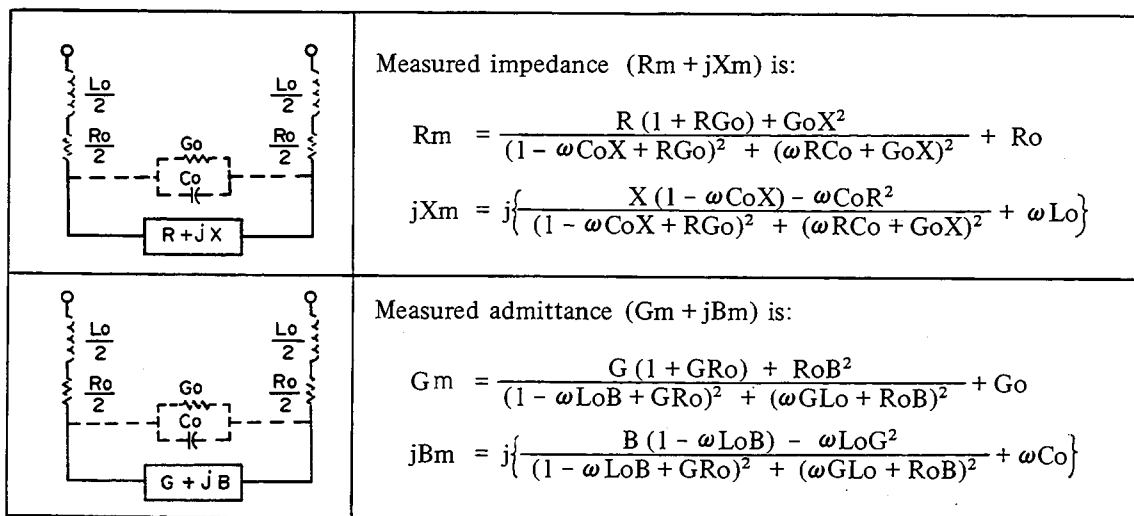 Lo/2 Lo/2
Ro/2 Go Ro/2
Co
R + j X
Measured impedance (Rm + jXm) is:
Rm = R (1 + RGo) + GoX² / (1 - ωCoX + RGo)² + (ωRCo + GoX)² + Ro
jXm = j{ X (1 - ωCoX) - ωCoR² / (1 - ωCoX + RGo)² + (ωRCo + GoX)² + ωLo}
Lo/2 Lo/2
Ro/2 Go Ro/2
Co
G + j B
Measured admittance (Gm + jBm) is:
Gm = G (1 + GRo) + RoB² / (1 - ωLoB + GRo)² + (ωGLo + RoB)² + Go
jBm = j{ B (1 - ωLoB) - ωLoG² / (1 - ωLoB + GRo)² + (ωGLo + RoB)² + ωCo}